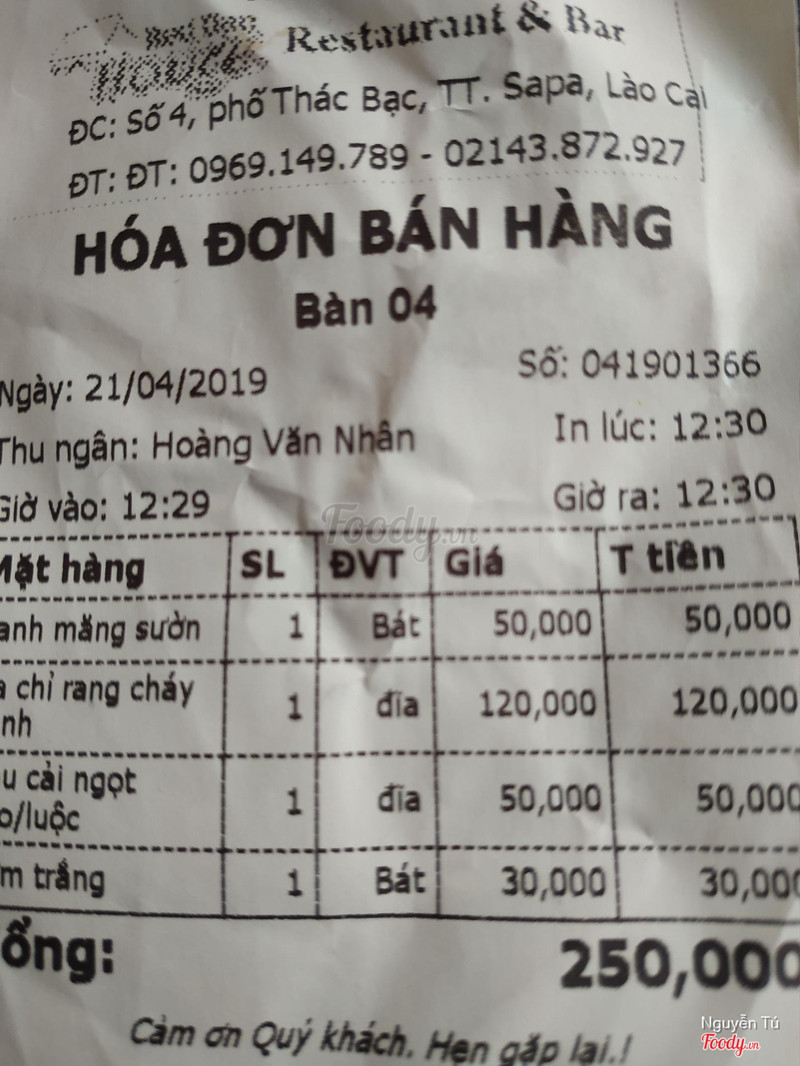 House Restaurant & Bar
ĐC: Số 4, phố Thác Bạc, TT. Sapa, Lào Cai
ĐT: ĐT: 0969.149.789 - 02143.872.927
HÓA ĐƠN BÁN HÀNG
Bàn 04
Ngày: 21/04/2019 Số: 041901366
Thu ngân: Hoàng Văn Nhân In lúc: 12:30
Giờ vào: 12:29 Giờ ra: 12:30
Mặt hàng SL ĐVT Giá T tiền
anh măng sườn 1 Bát 50,000 50,000
a chỉ rang cháy 1 đĩa 120,000 120,000
nh
u cải ngọt 1 đĩa 50,000 50,000
o/luộc
m trắng 1 Bát 30,000 30,000
ổng: 250,000
Cảm ơn Quý khách. Hẹn gặp lại.!
Foody.vn
Nguyễn Tú
Foody.vn